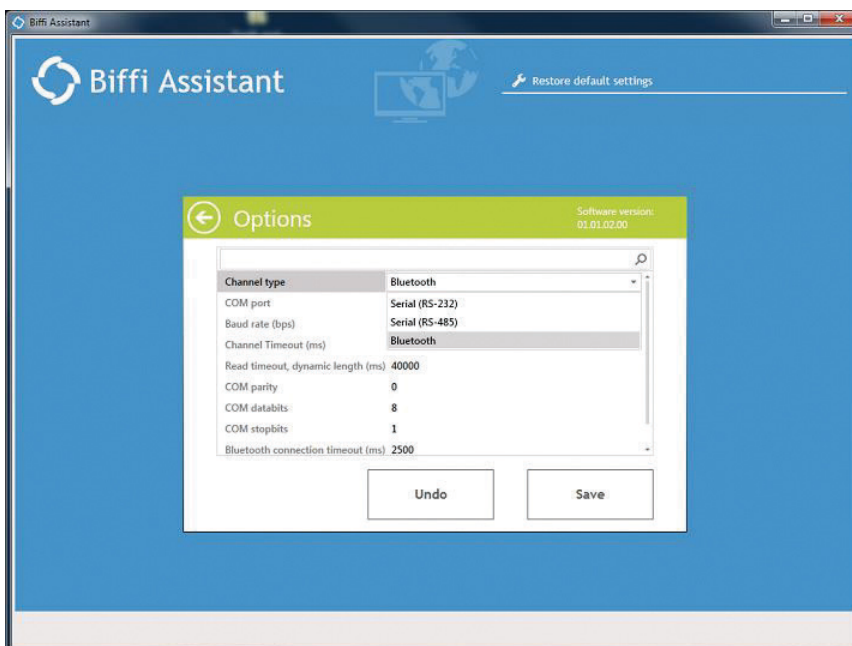 Biffi Assistant
Biffi Assistant
Restore default settings
Options
Software version:
01.01.02.00
Channel type Bluetooth
COM port Serial (RS-232)
Baud rate (bps) Serial (RS-485)
Channel Timeout (ms) Bluetooth
Read timeout, dynamic length (ms) 40000
COM parity 0
COM databits 8
COM stopbits 1
Bluetooth connection timeout (ms) 2500
Undo Save